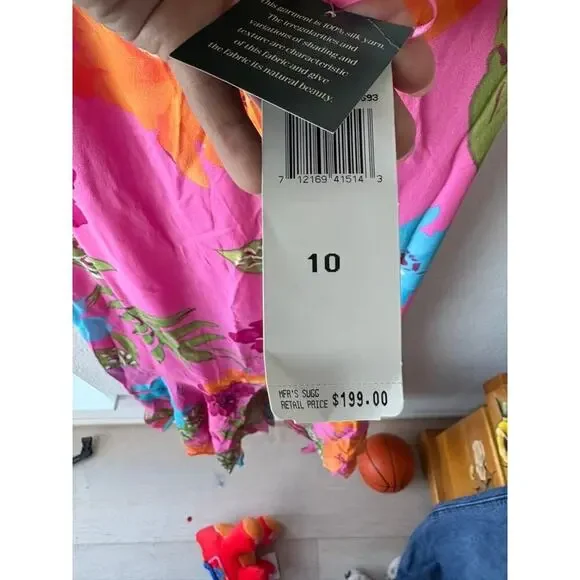 This garment is 100% silk yarn.
The irregularities and
variations of shading and
texture are characteristic
of this fabric and give
the fabric its natural beauty.
693
7 12169 41514 3
10
MFR'S SUGG
RETAIL PRICE $199.00